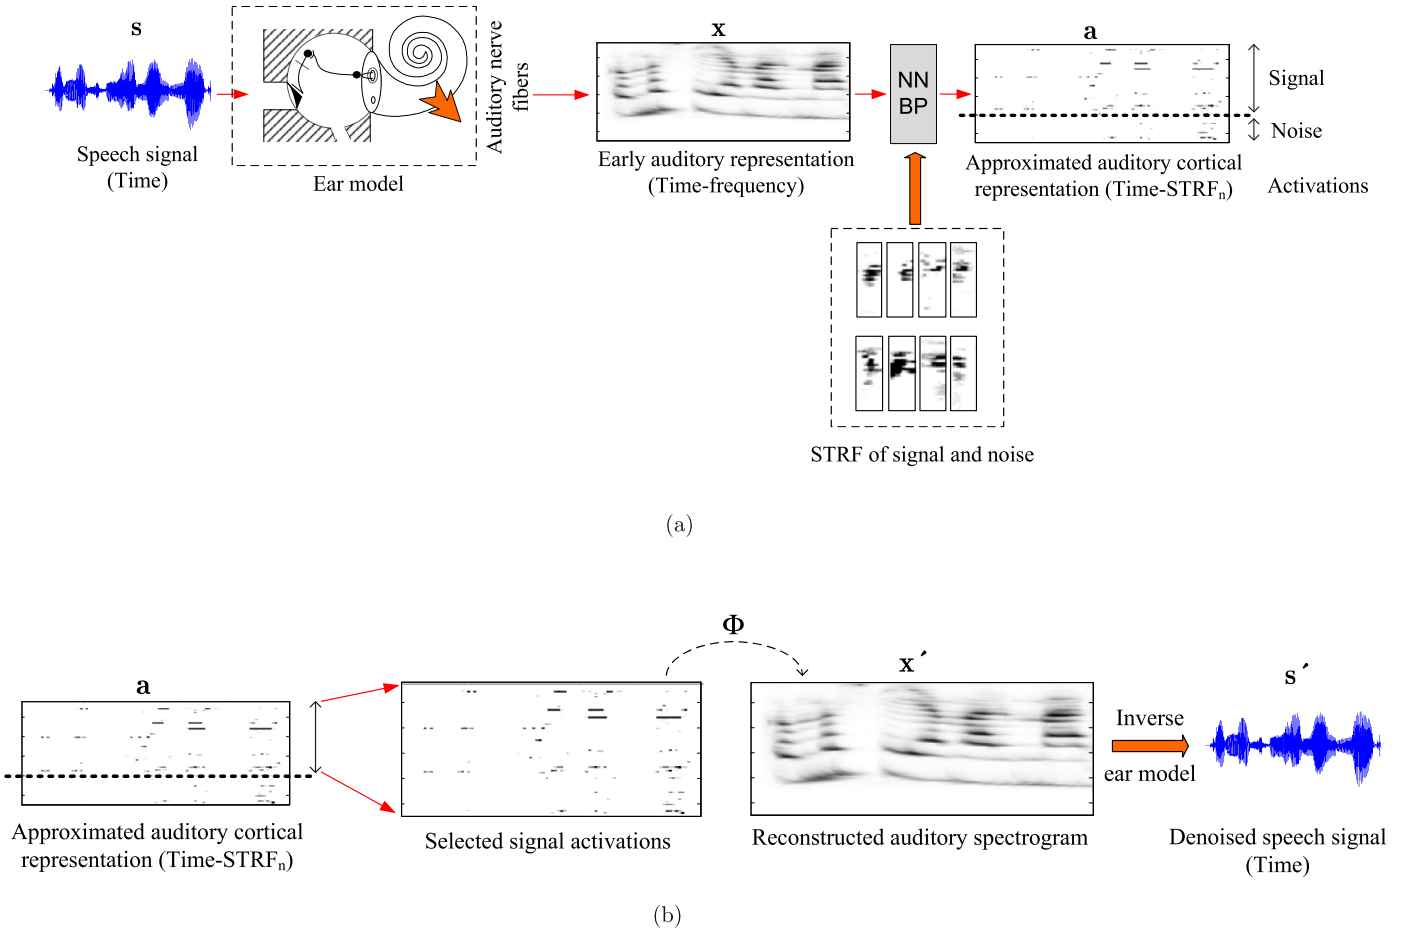 s
Speech signal
(Time)
Ear model
Auditory nerve
fibers
x
Early auditory representation
(Time-frequency)
NN
BP
a
Signal
Noise
Approximated auditory cortical
representation (Time-STRFn)
Activations
STRF of signal and noise
(a)
a
Approximated auditory cortical
representation (Time-STRFn)
Selected signal activations
Φ
x´
Reconstructed auditory spectrogram
Inverse
ear model
s´
Denoised speech signal
(Time)
(b)